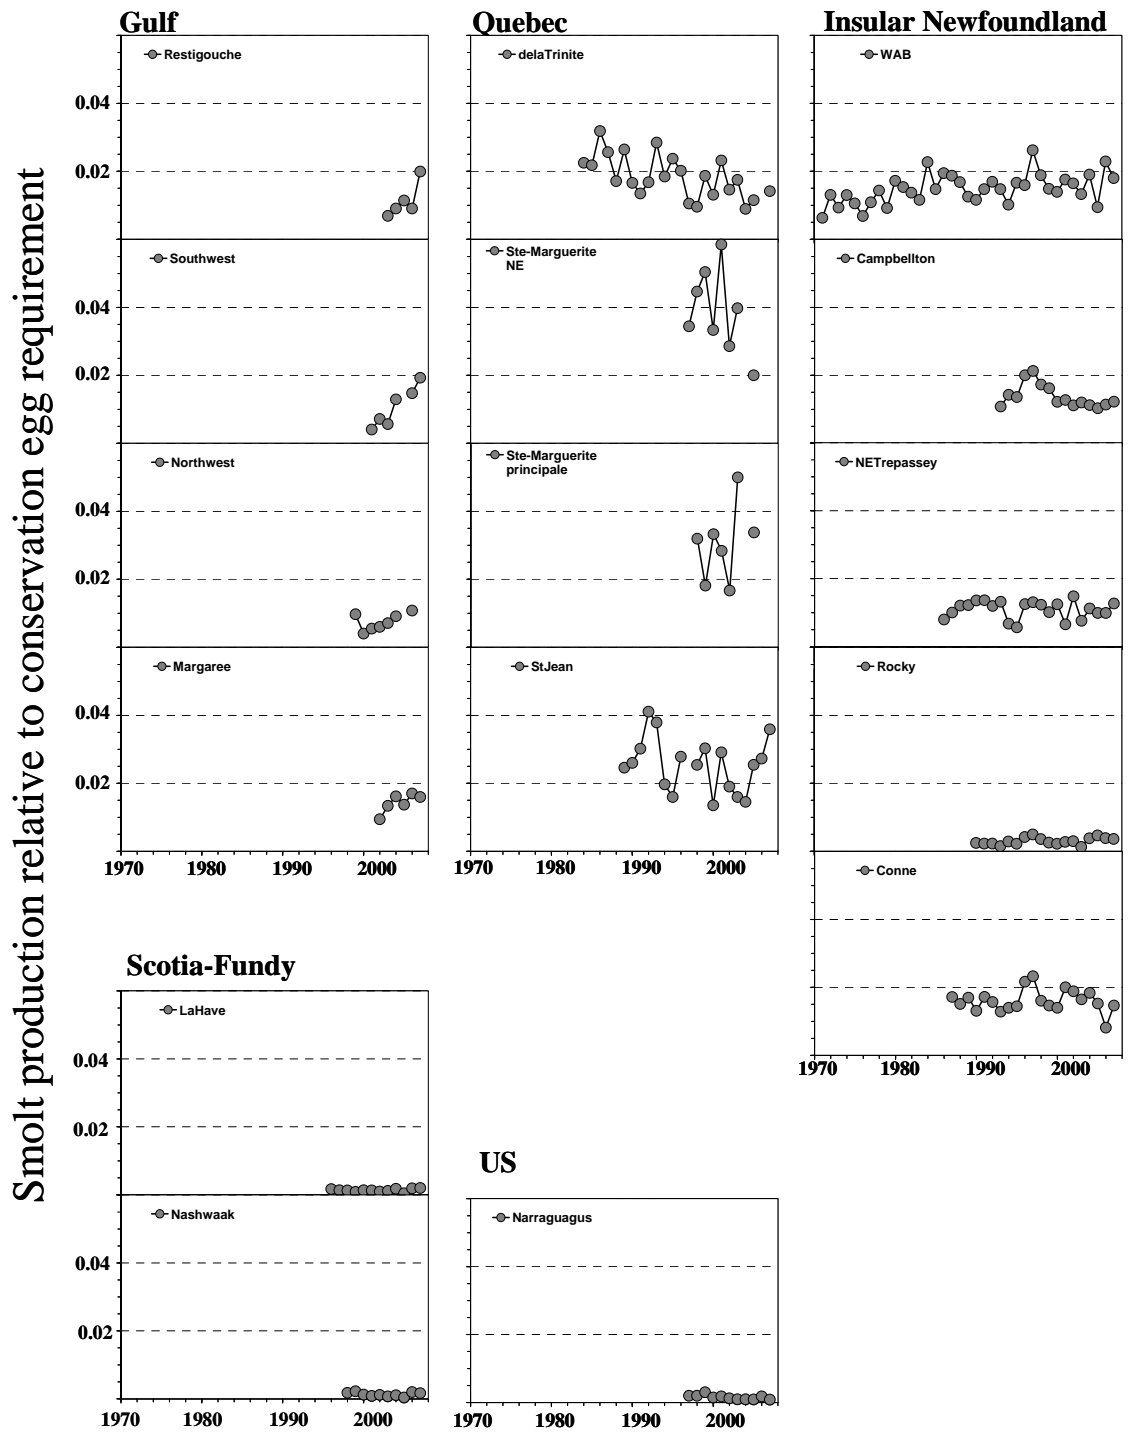 Smolt production relative to conservation egg requirement
Gulf
Restigouche
0.04
0.02
Southwest
0.04
0.02
Northwest
0.04
0.02
Margaree
0.04
0.02
1970 1980 1990 2000
Quebec
delaTrinite
Ste-Marguerite
NE
Ste-Marguerite
principale
StJean
1970 1980 1990 2000
Insular Newfoundland
WAB
Campbellton
NETrepassey
Rocky
Conne
1970 1980 1990 2000
Scotia-Fundy
LaHave
0.04
0.02
Nashwaak
0.04
0.02
1970 1980 1990 2000
US
Narraguagus
1970 1980 1990 2000